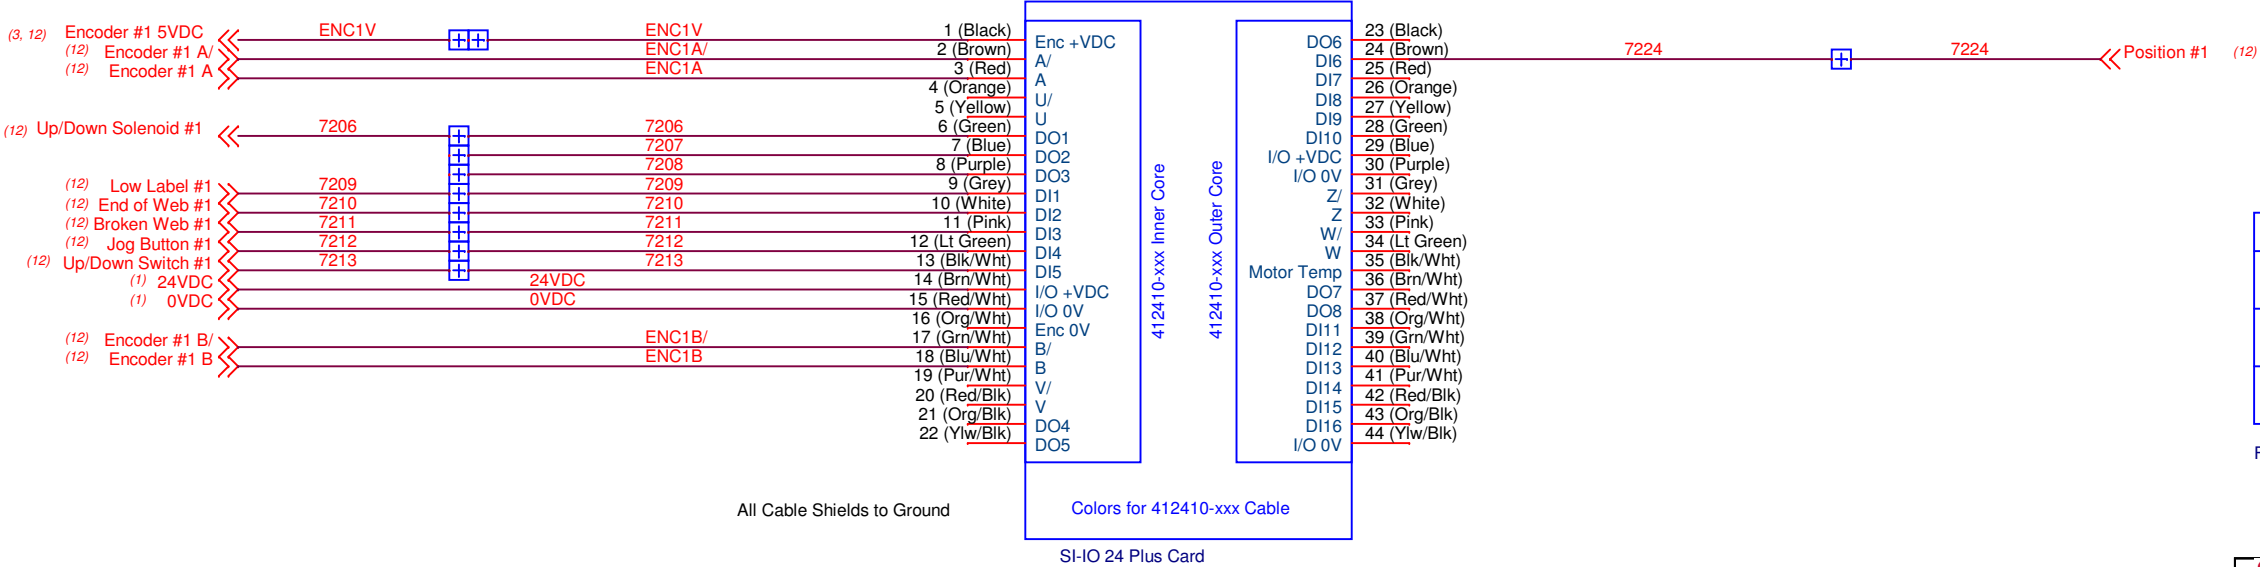 (3, 12) Encoder #1 5VDC ENC1V ENC1V 1 (Black) Enc +VDC DO6 23 (Black)
(12) Encoder #1 A/ ENC1A/ 2 (Brown) A/ DI6 24 (Brown) 7224 7224 Position #1 (12)
(12) Encoder #1 A ENC1A 3 (Red) A DI7 25 (Red)
4 (Orange) U/ DI8 26 (Orange)
5 (Yellow) U DI9 27 (Yellow)
(12) Up/Down Solenoid #1 7206 7206 6 (Green) DO1 DI10 28 (Green)
7207 7 (Blue) DO2 I/O +VDC 29 (Blue)
7208 8 (Purple) DO3 I/O 0V 30 (Purple)
(12) Low Label #1 7209 7209 9 (Grey) DI1 Z/ 31 (Grey)
(12) End of Web #1 7210 7210 10 (White) DI2 Z 32 (White)
(12) Broken Web #1 7211 7211 11 (Pink) DI3 W/ 33 (Pink)
(12) Jog Button #1 7212 7212 12 (Lt Green) DI4 W 34 (Lt Green)
(12) Up/Down Switch #1 7213 7213 13 (Blk/Wht) DI5 Motor Temp 35 (Blk/Wht)
(1) 24VDC 24VDC 14 (Brn/Wht) I/O +VDC DO7 36 (Brn/Wht)
(1) 0VDC 0VDC 15 (Red/Wht) I/O 0V DO8 37 (Red/Wht)
16 (Org/Wht) Enc 0V DI11 38 (Org/Wht)
(12) Encoder #1 B/ ENC1B/ 17 (Grn/Wht) B/ DI12 39 (Grn/Wht)
(12) Encoder #1 B ENC1B 18 (Blu/Wht) B DI13 40 (Blu/Wht)
19 (Pur/Wht) V/ DI14 41 (Pur/Wht)
20 (Red/Blk) V DI15 42 (Red/Blk)
21 (Org/Blk) DO4 DI16 43 (Org/Blk)
22 (Ylw/Blk) DO5 I/O 0V 44 (Ylw/Blk)
412410-xxx Inner Core
412410-xxx Outer Core
All Cable Shields to Ground
Colors for 412410-xxx Cable
SI-IO 24 Plus Card